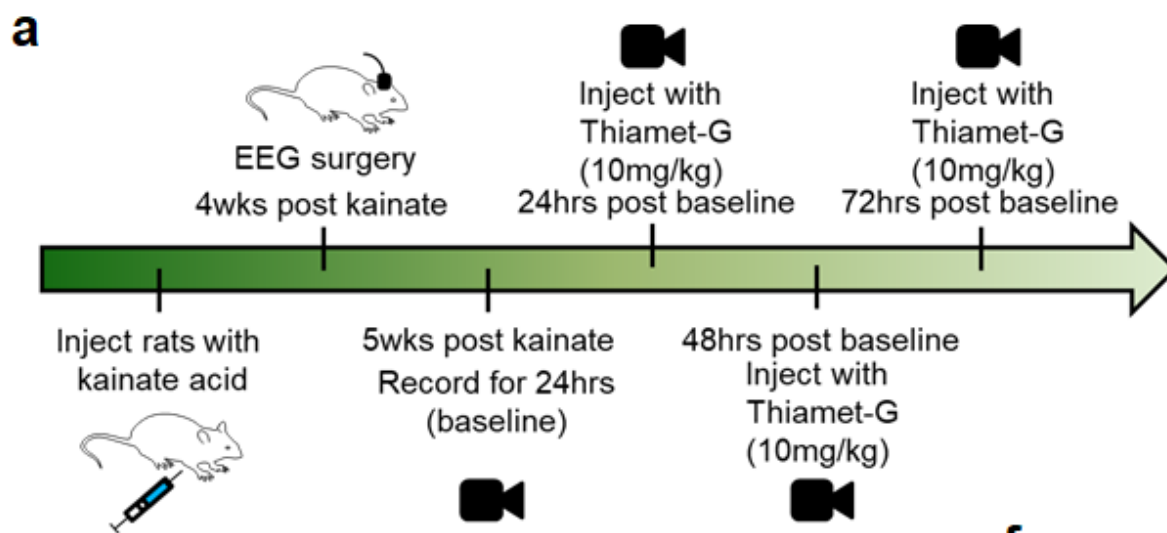 a
EEG surgery
4wks post kainate
Inject with
Thiamet-G
(10mg/kg)
24hrs post baseline
Inject with
Thiamet-G
(10mg/kg)
72hrs post baseline
Inject rats with
kainate acid
5wks post kainate
Record for 24hrs
(baseline)
48hrs post baseline
Inject with
Thiamet-G
(10mg/kg)